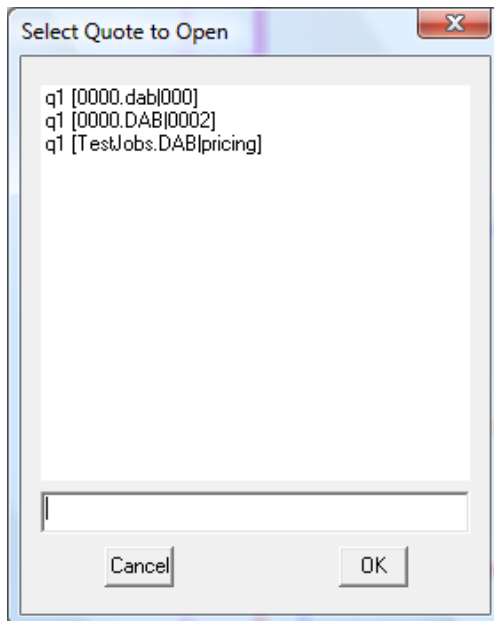 Select Quote to Open
q1 [0000.dab|000]
q1 [0000.DAB|0002]
q1 [TestJobs.DAB|pricing]
Cancel
OK